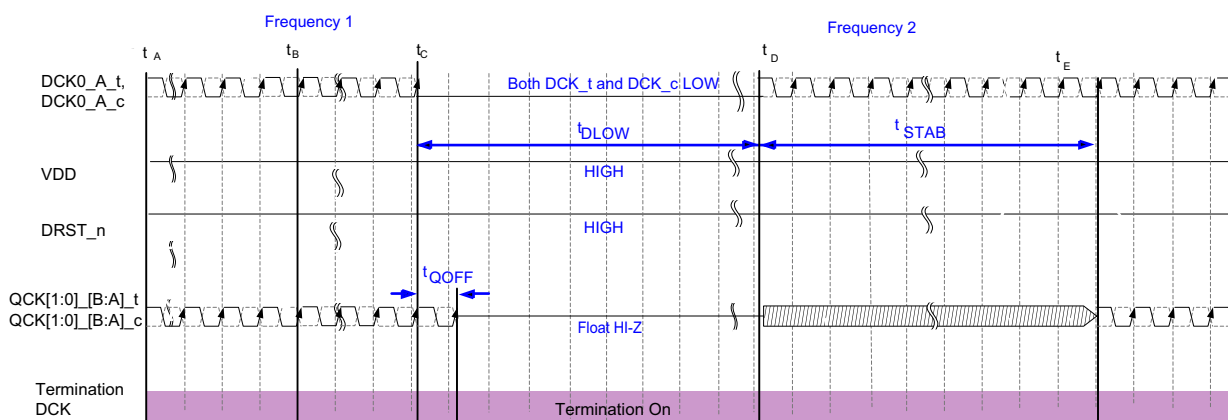 Frequency 1
Frequency 2
tA
tB
tC
tD
tE
DCK0_A_t,
DCK0_A_c
Both DCK_t and DCK_c LOW
tDLOW
tSTAB
VDD
HIGH
DRST_n
HIGH
tQOFF
QCK[1:0]_[B:A]_t
QCK[1:0]_[B:A]_c
Float HI-Z
Termination
DCK
Termination On